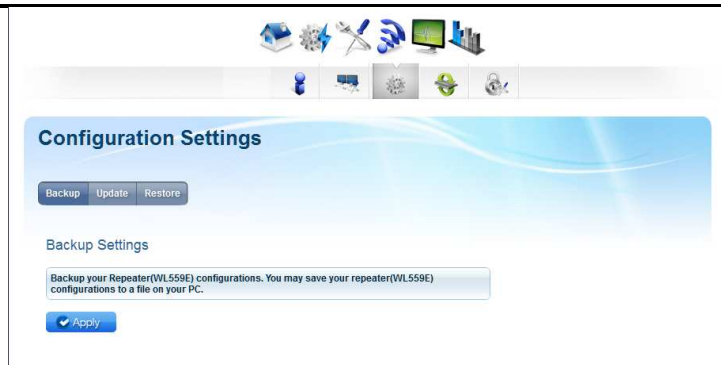 Configuration Settings
Backup Update Restore
Backup Settings
Backup your Repeater(WL559E) configurations. You may save your repeater(WL559E)
configurations to a file on your PC.
Apply